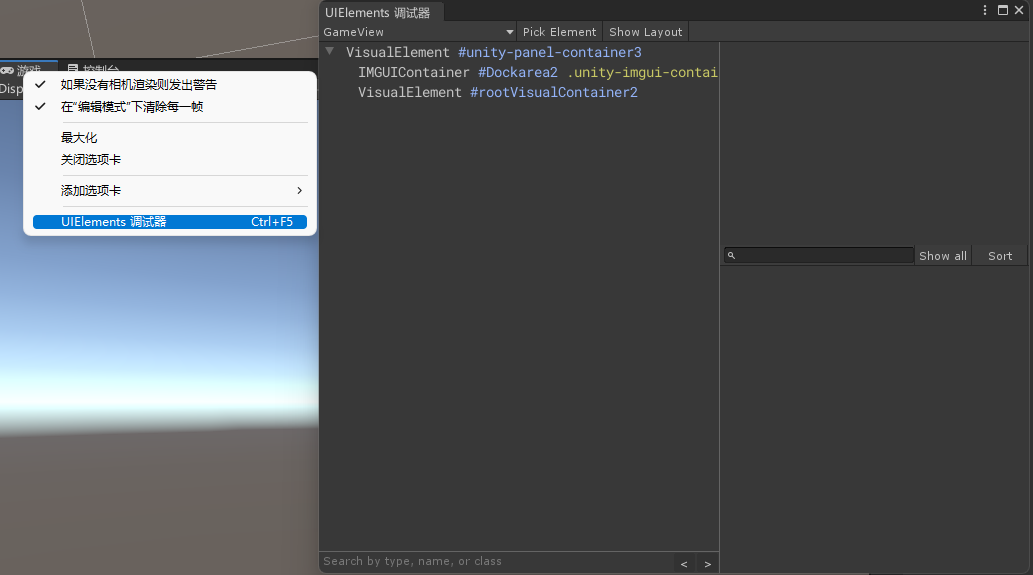 UIElements 调试器
GameView
Pick Element
Show Layout
VisualElement #unity-panel-container3
IMGUIContainer #Dockarea2 .unity-imgui-contai
VisualElement #rootVisualContainer2
游戏
控制台
Disp
如果没有相机渲染则发出警告
在“编辑模式”下清除每一帧
最大化
关闭选项卡
添加选项卡
UIElements 调试器 Ctrl+F5
Show all
Sort
Search by type, name, or class
< >